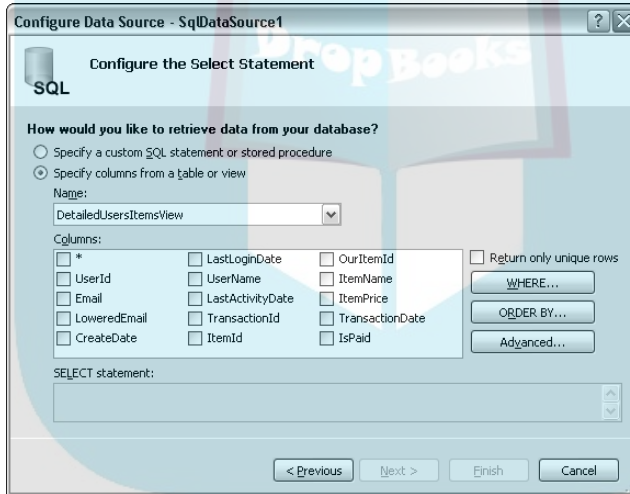 Configure Data Source - SqlDataSource1
DropBooks
SQL
Configure the Select Statement
How would you like to retrieve data from your database?
Specify a custom SQL statement or stored procedure
Specify columns from a table or view
Name:
DetailedUsersItemsView
Columns:
* LastLoginDate OurItemId
UserId UserName ItemName
Email LastActivityDate ItemPrice
LoweredEmail TransactionId TransactionDate
CreateDate ItemId IsPaid
Return only unique rows
WHERE...
ORDER BY...
Advanced...
SELECT statement:
< Previous Next > Finish Cancel